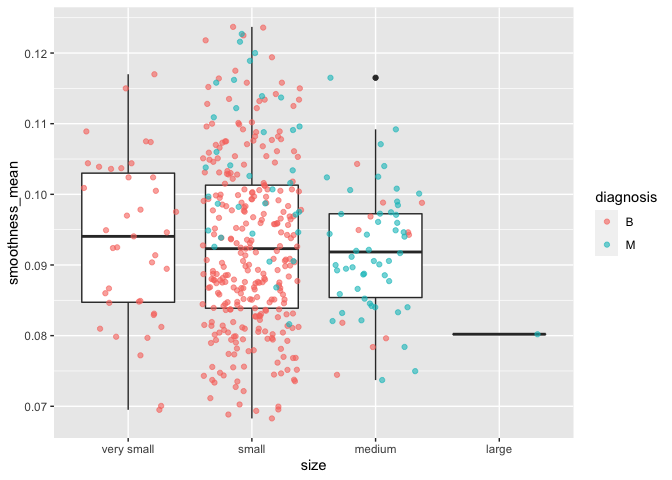 smoothness_mean
0.12
0.11
0.10
0.09
0.08
0.07
very small
small
medium
large
size
diagnosis
B
M